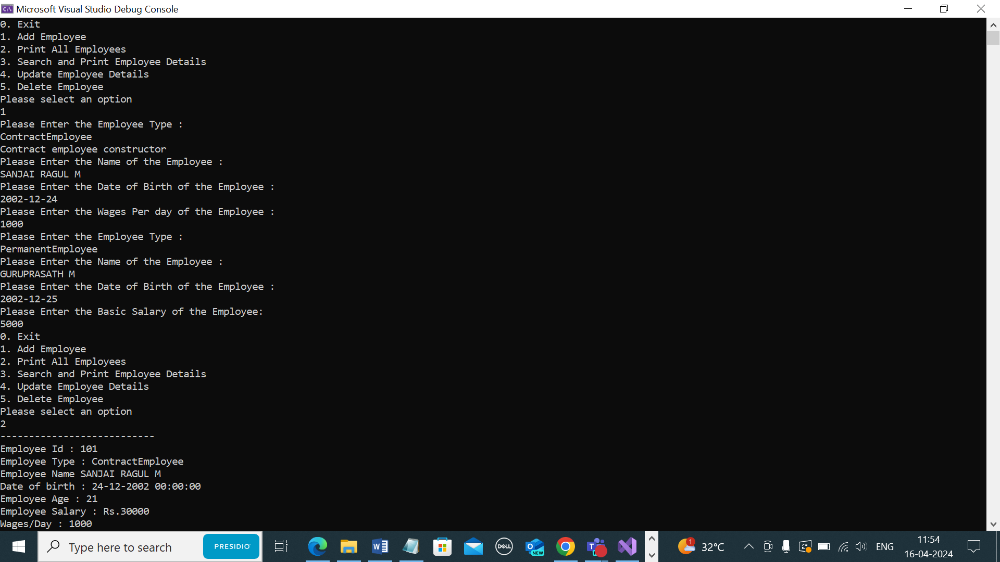 Microsoft Visual Studio Debug Console
0. Exit
1. Add Employee
2. Print All Employees
3. Search and Print Employee Details
4. Update Employee Details
5. Delete Employee
Please select an option
1
Please Enter the Employee Type :
ContractEmployee
Contract employee constructor
Please Enter the Name of the Employee :
SANJAI RAGUL M
Please Enter the Date of Birth of the Employee :
2002-12-24
Please Enter the Wages Per day of the Employee :
1000
Please Enter the Employee Type :
PermanentEmployee
Please Enter the Name of the Employee :
GURUPRASATH M
Please Enter the Date of Birth of the Employee :
2002-12-25
Please Enter the Basic Salary of the Employee:
5000
0. Exit
1. Add Employee
2. Print All Employees
3. Search and Print Employee Details
4. Update Employee Details
5. Delete Employee
Please select an option
2
---------------------------
Employee Id : 101
Employee Type : ContractEmployee
Employee Name SANJAI RAGUL M
Date of birth : 24-12-2002 00:00:00
Employee Age : 21
Employee Salary : Rs.30000
Wages/Day : 1000
Type here to search
PRESIDIO
DELL
NEW
1
32°C
ENG
11:54
16-04-2024